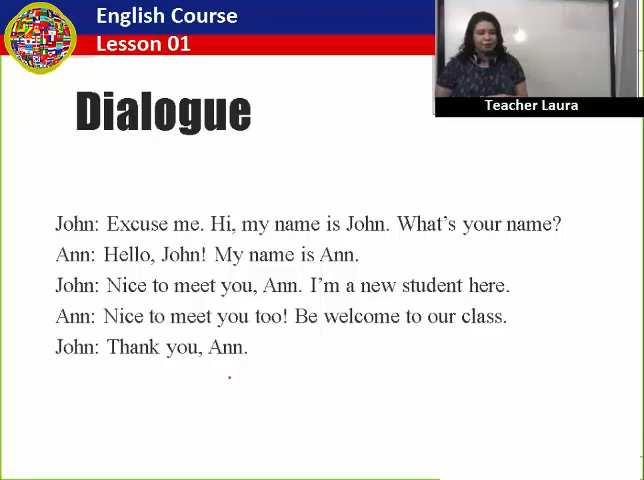 English Course
Lesson 01
Teacher Laura
Dialogue
John: Excuse me. Hi, my name is John. What's your name?
Ann: Hello, John! My name is Ann.
John: Nice to meet you, Ann. I'm a new student here.
Ann: Nice to meet you too! Be welcome to our class.
John: Thank you, Ann.